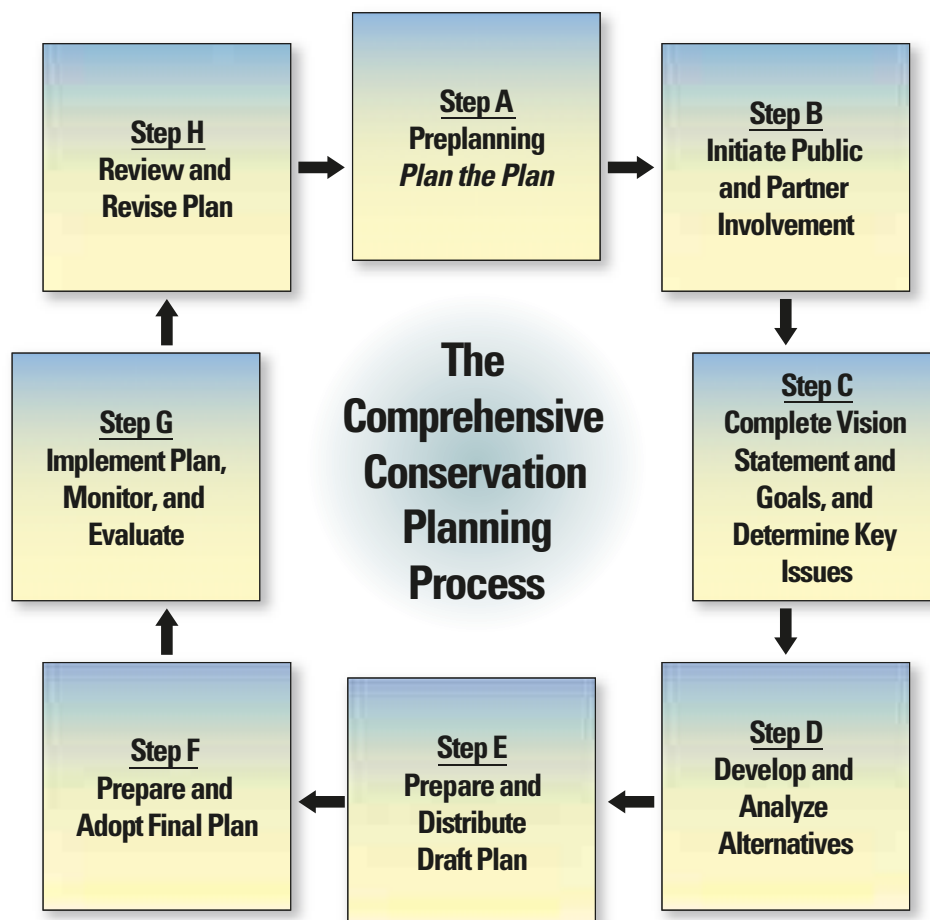 Step A
Preplanning
Plan the Plan
Step B
Initiate Public
and Partner
Involvement
Step C
Complete Vision
Statement and
Goals, and
Determine Key
Issues
Step D
Develop and
Analyze
Alternatives
Step E
Prepare and
Distribute
Draft Plan
Step F
Prepare and
Adopt Final Plan
Step G
Implement Plan,
Monitor, and
Evaluate
Step H
Review and
Revise Plan
The
Comprehensive
Conservation
Planning
Process